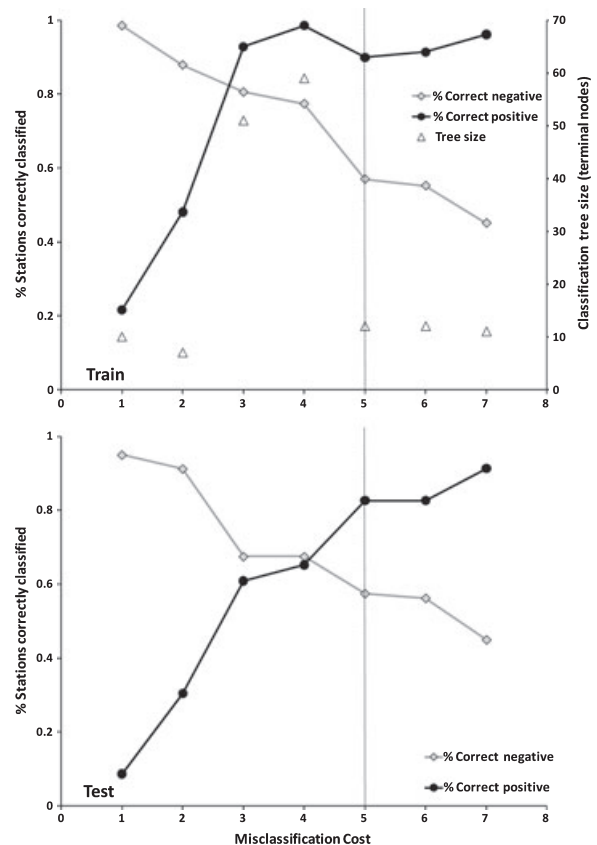 1
0.8
0.6
0.4
0.2
0
% Stations correctly classified
70
60
50
40
30
20
10
0
Classification tree size (terminal nodes)
% Correct negative
% Correct positive
Tree size
Train
0 1 2 3 4 5 6 7 8
1
0.8
0.6
0.4
0.2
0
% Stations correctly classified
% Correct negative
% Correct positive
Test
0 1 2 3 4 5 6 7 8
Misclassification Cost